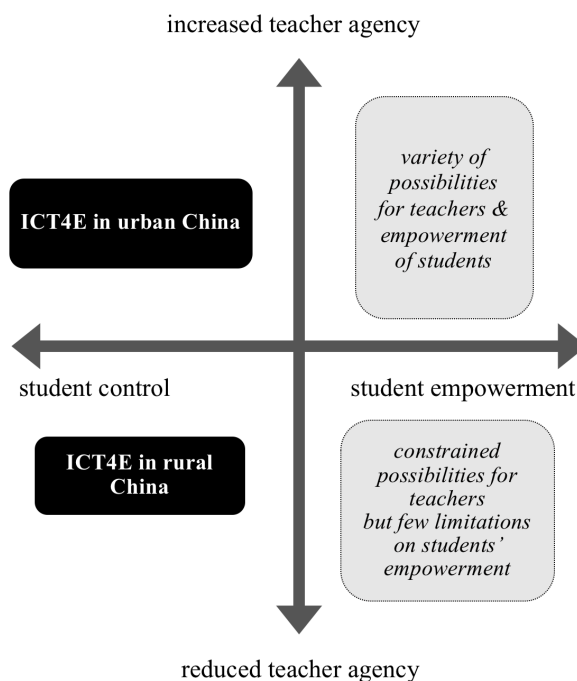 increased teacher agency
variety of
possibilities
for teachers &
empowerment
of students
ICT4E in urban China
student control
student empowerment
ICT4E in rural
China
constrained
possibilities for
teachers
but few limitations
on students’
empowerment
reduced teacher agency